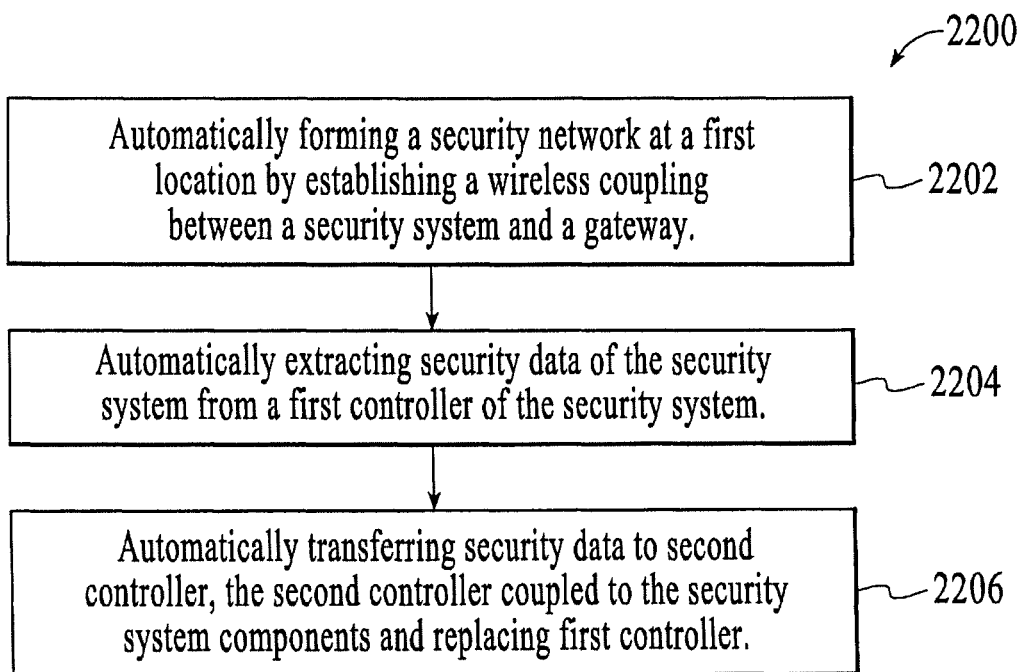 2200
Automatically forming a security network at a first
location by establishing a wireless coupling
between a security system and a gateway.
2202
Automatically extracting security data of the security
system from a first controller of the security system.
2204
Automatically transferring security data to second
controller, the second controller coupled to the security
system components and replacing first controller.
2206